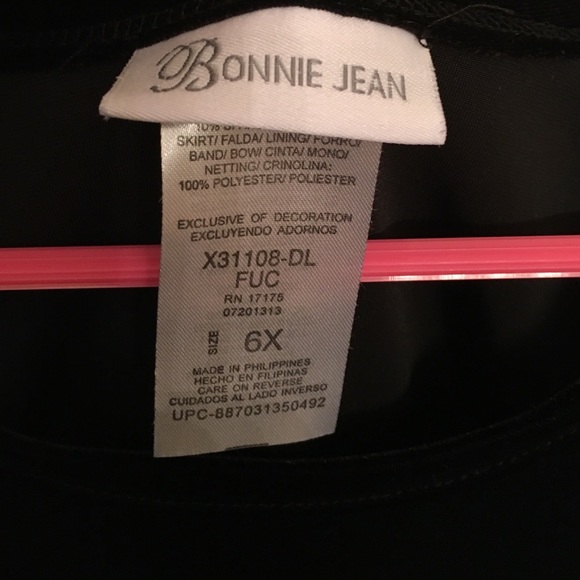 BONNIE JEAN
10%
SKIRT/ FALDA/ LINING/ FORRO/
BAND/ BOW/ CINTA/ MONO/
NETTING/ CRINOLINA:
100% POLYESTER/ POLIESTER
EXCLUSIVE OF DECORATION
EXCLUYENDO ADORNOS
X31108-DL
FUC
RN 17175
07201313
SIZE 6X
MADE IN PHILIPPINES
HECHO EN FILIPINAS
CARE ON REVERSE
CUIDADOS AL LADO INVERSO
UPC-887031350492